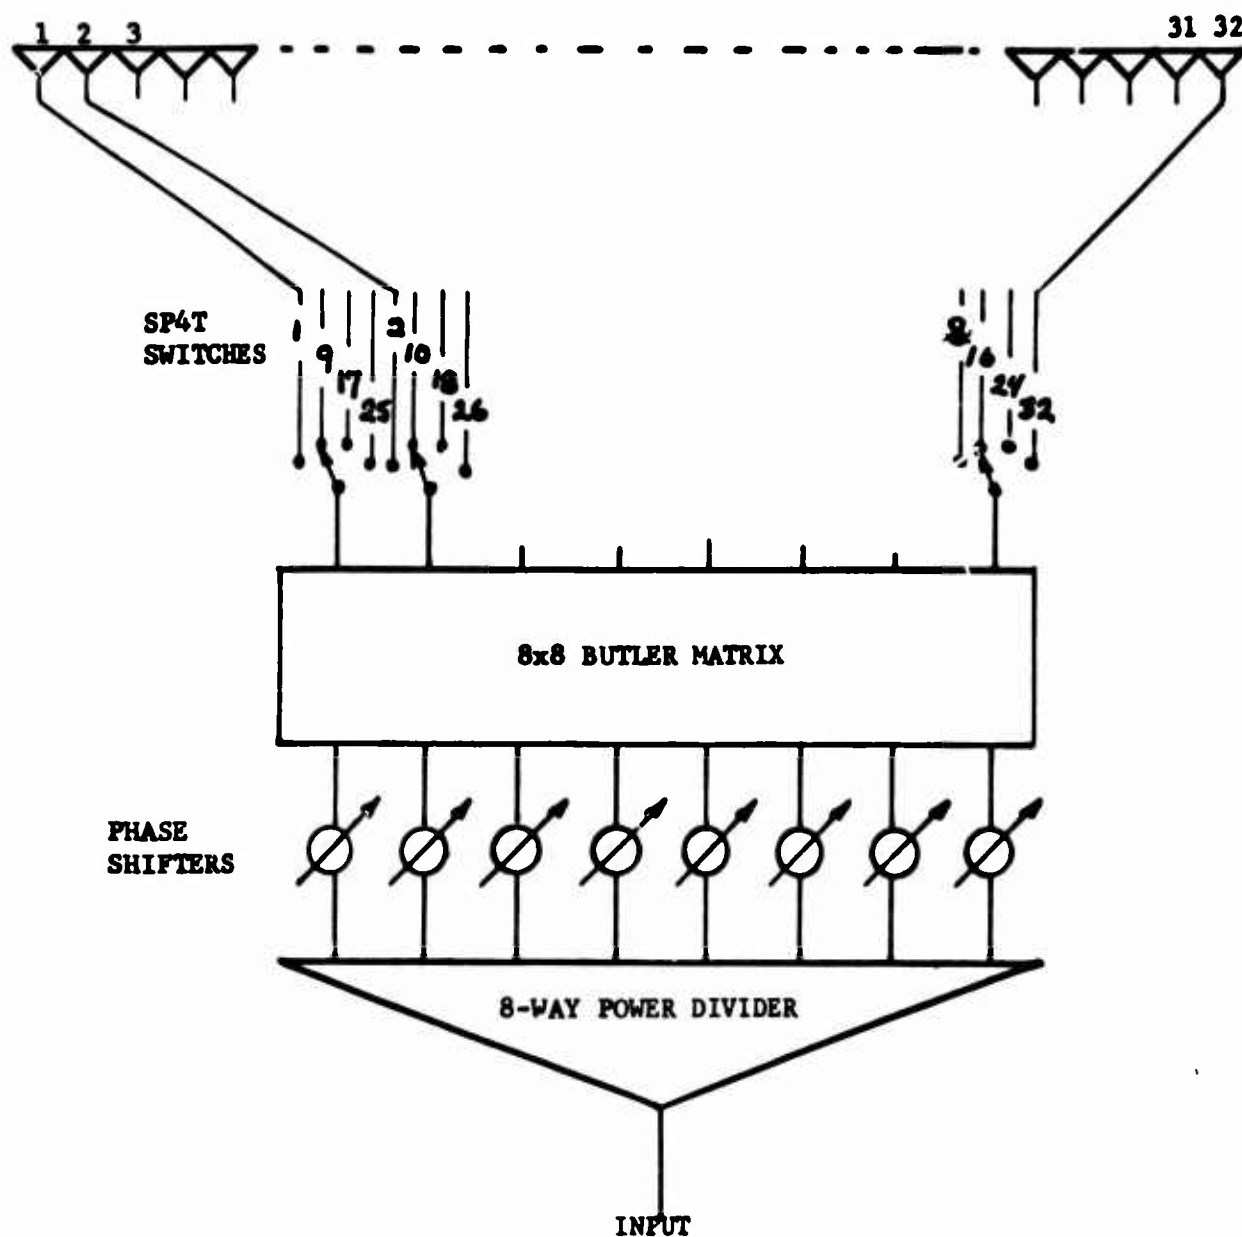 1 2 3 31 32
SP4T
SWITCHES
1 9 17 25 2 10 18 26 8 16 24 32
8x8 BUTLER MATRIX
PHASE
SHIFTERS
8-WAY POWER DIVIDER
INPUT